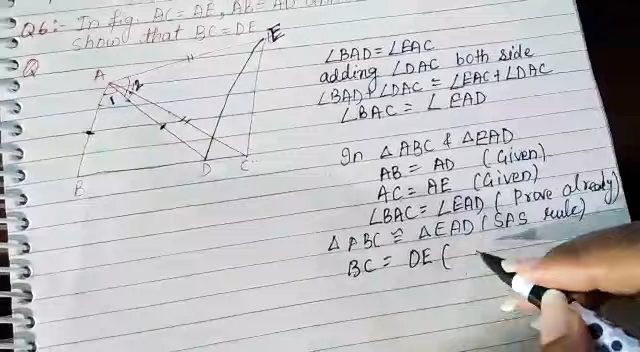 Q6:- In fig. AC = AE, AB = AD
show that BC = DE
Q
E
A
1
2
B
D
C
∠BAD = ∠EAC
adding ∠DAC both side
∠BAD + ∠DAC = ∠EAC + ∠DAC
∠BAC = ∠EAD
In △ABC & △EAD
AB = AD (Given)
AC = AE (Given)
∠BAC = ∠EAD (Prove already)
△ABC ≅ △EAD (SAS rule)
BC = DE (